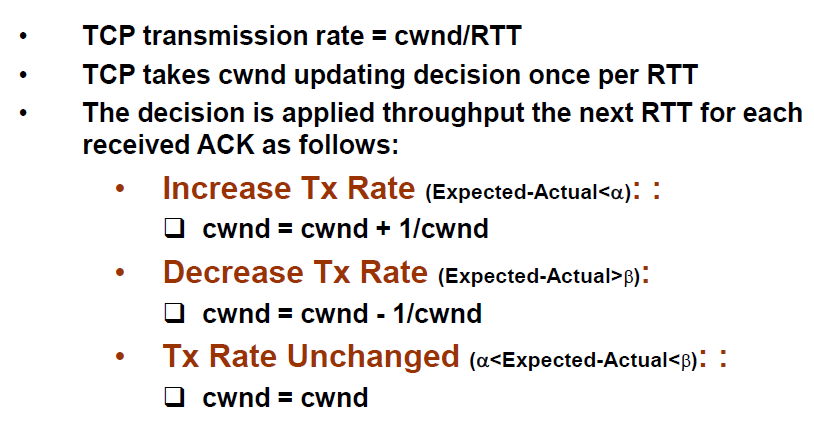 • TCP transmission rate = cwnd/RTT
• TCP takes cwnd updating decision once per RTT
• The decision is applied throughput the next RTT for each
received ACK as follows:
• Increase Tx Rate (Expected-Actual<α): :
❑ cwnd = cwnd + 1/cwnd
• Decrease Tx Rate (Expected-Actual>β):
❑ cwnd = cwnd - 1/cwnd
• Tx Rate Unchanged (α<Expected-Actual<β): :
❑ cwnd = cwnd